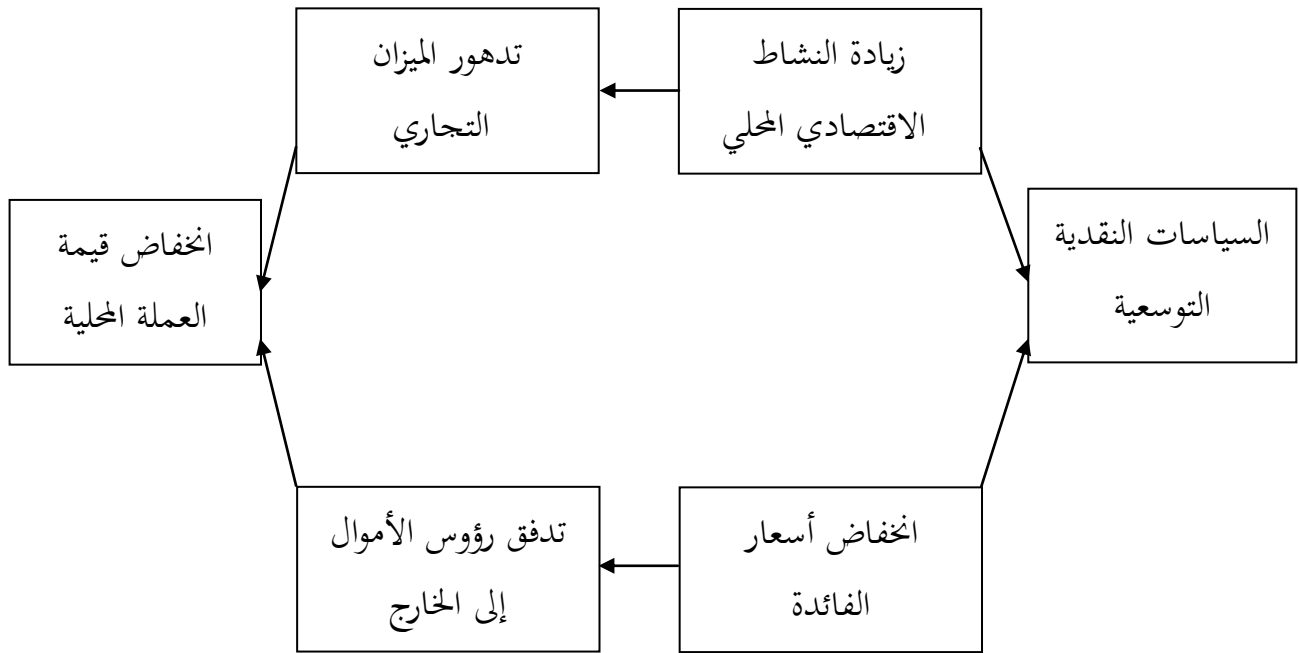 زيادة النشاط
الاقتصادي المحلي
تدهور الميزان
التجاري
السياسات النقدية
التوسعية
انخفاض قيمة
العملة المحلية
انخفاض أسعار
الفائدة
تدفق رؤوس الأموال
إلى الخارج